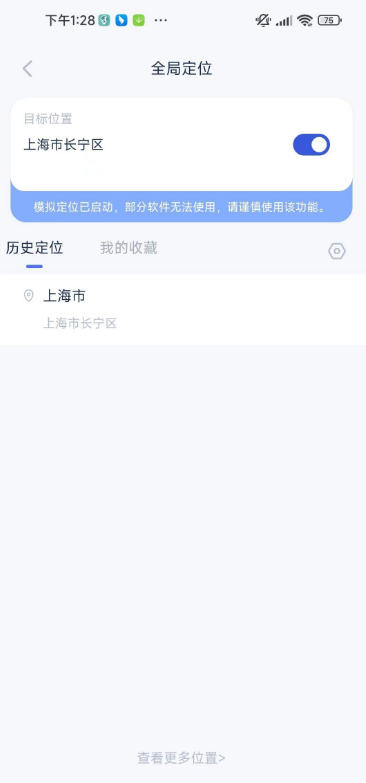 下午1:28 ...
75
全局定位
目标位置
上海市长宁区
模拟定位已启动，部分软件无法使用，请谨慎使用该功能。
历史定位 我的收藏
上海市
上海市长宁区
查看更多位置>